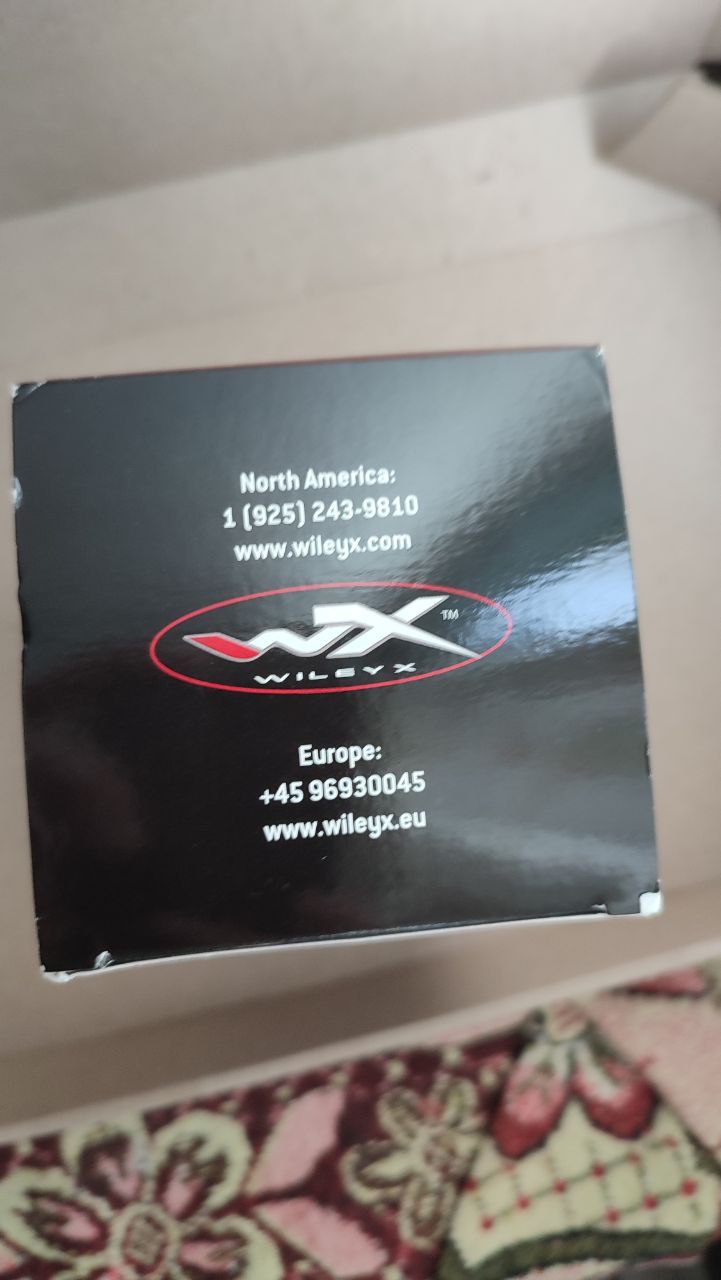 North America:
1 (925) 243-9810
www.wileyx.com
WX™
WILEY X
Europe:
+45 96930045
www.wileyx.eu